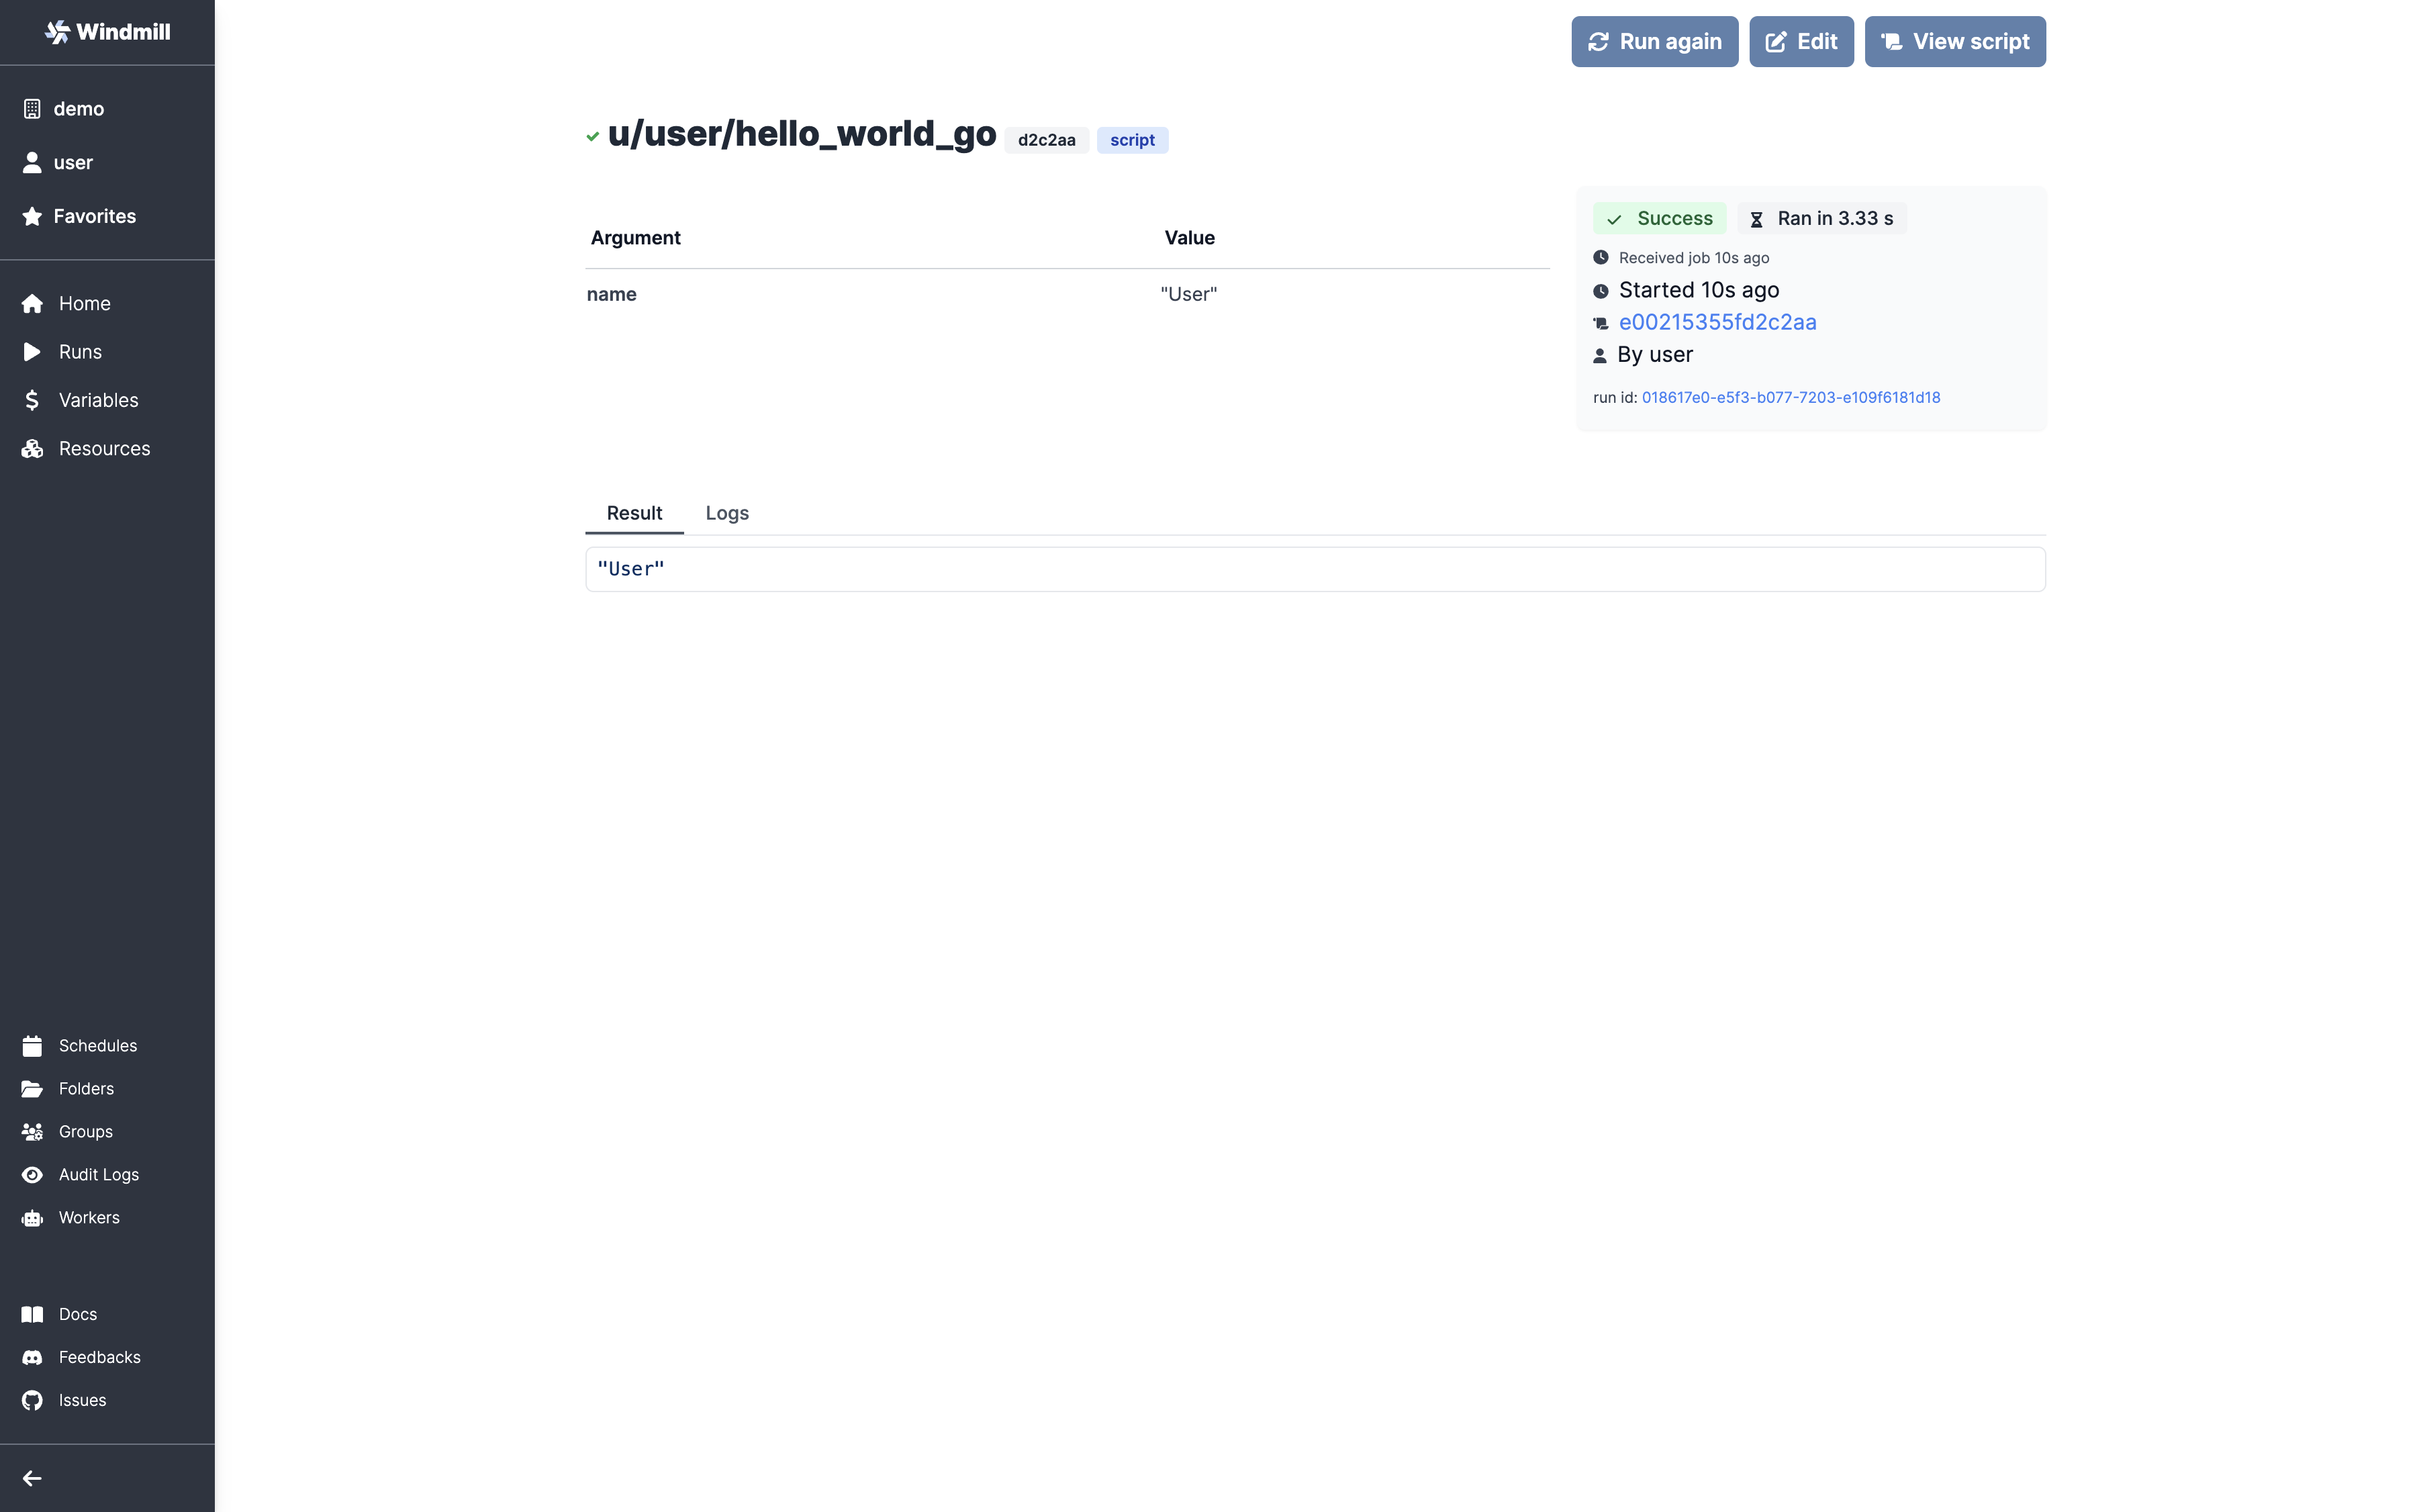 Windmill
demo
user
Favorites
Home
Runs
Variables
Resources
Schedules
Folders
Groups
Audit Logs
Workers
Docs
Feedbacks
Issues
Run again
Edit
View script
u/user/hello_world_go d2c2aa script
Argument Value
name "User"
Success Ran in 3.33 s
Received job 10s ago
Started 10s ago
e00215355fd2c2aa
By user
run id: 018617e0-e5f3-b077-7203-e109f6181d18
Result Logs
"User"